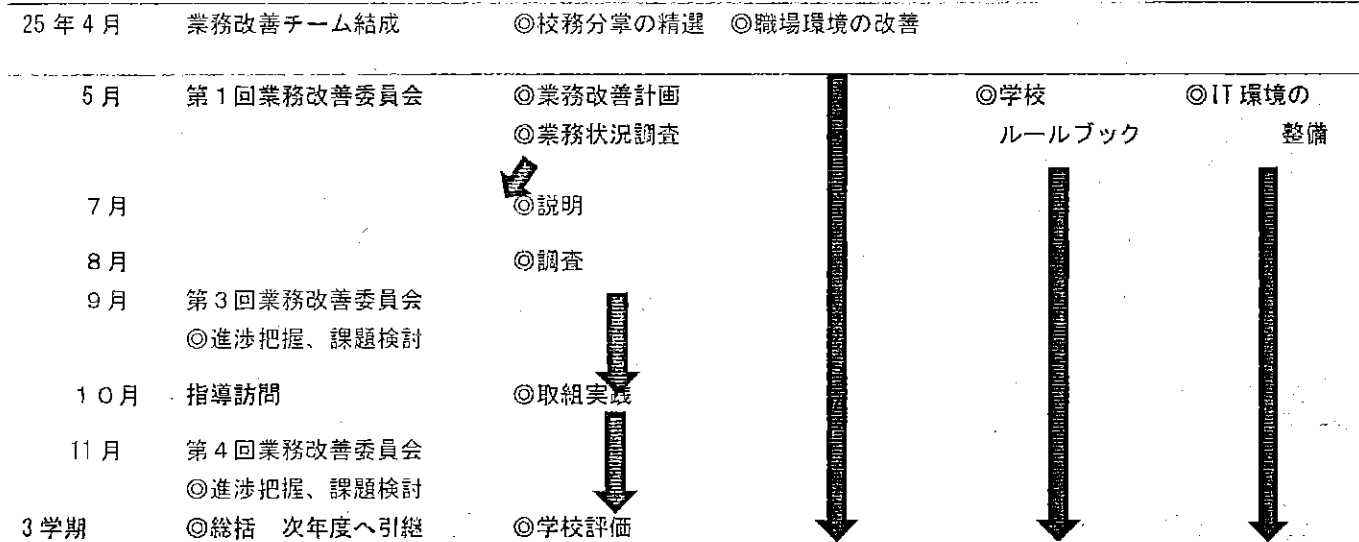 25年4月 業務改善チーム結成 ◎校務分掌の精選 ◎職場環境の改善
5月 第1回業務改善委員会 ◎業務改善計画 ◎学校 ◎IT環境の
◎業務状況調査 ルールブック 整備
7月 ◎説明
8月 ◎調査
9月 第3回業務改善委員会
◎進捗把握、課題検討
10月 指導訪問 ◎取組実践
11月 第4回業務改善委員会
◎進捗把握、課題検討
3学期 ◎総括 次年度へ引継 ◎学校評価